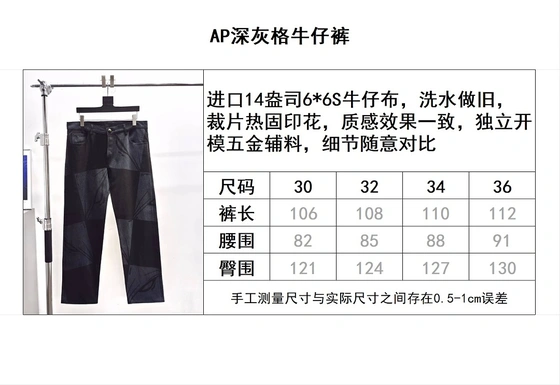 AP深灰格牛仔裤
进口14盎司6*6S牛仔布，洗水做旧，
裁片热固印花，质感效果一致，独立开
模五金辅料，细节随意对比
尺码 30 32 34 36
裤长 106 108 110 112
腰围 82 85 88 91
臀围 121 124 127 130
手工测量尺寸与实际尺寸之间存在0.5-1cm误差